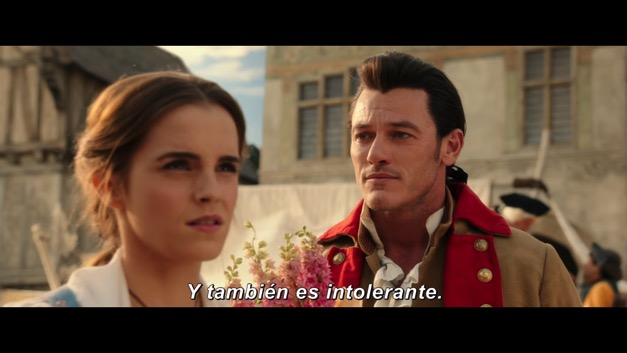 Y también es intolerante.